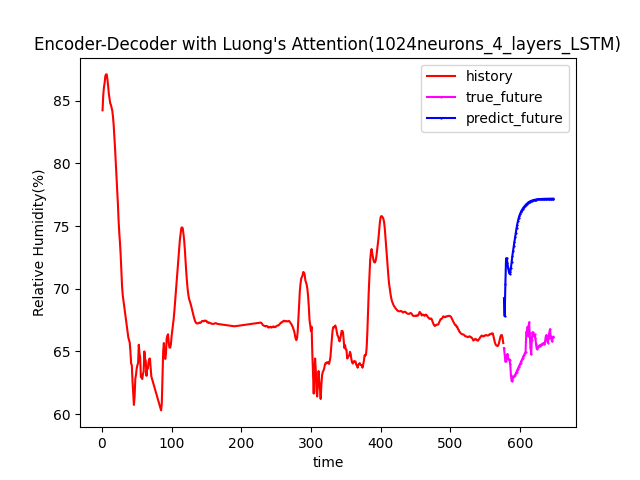 Encoder-Decoder with Luong's Attention(1024neurons_4_layers_LSTM)
history
true_future
predict_future
Relative Humidity(%)
85
80
75
70
65
60
0 100 200 300 400 500 600
time